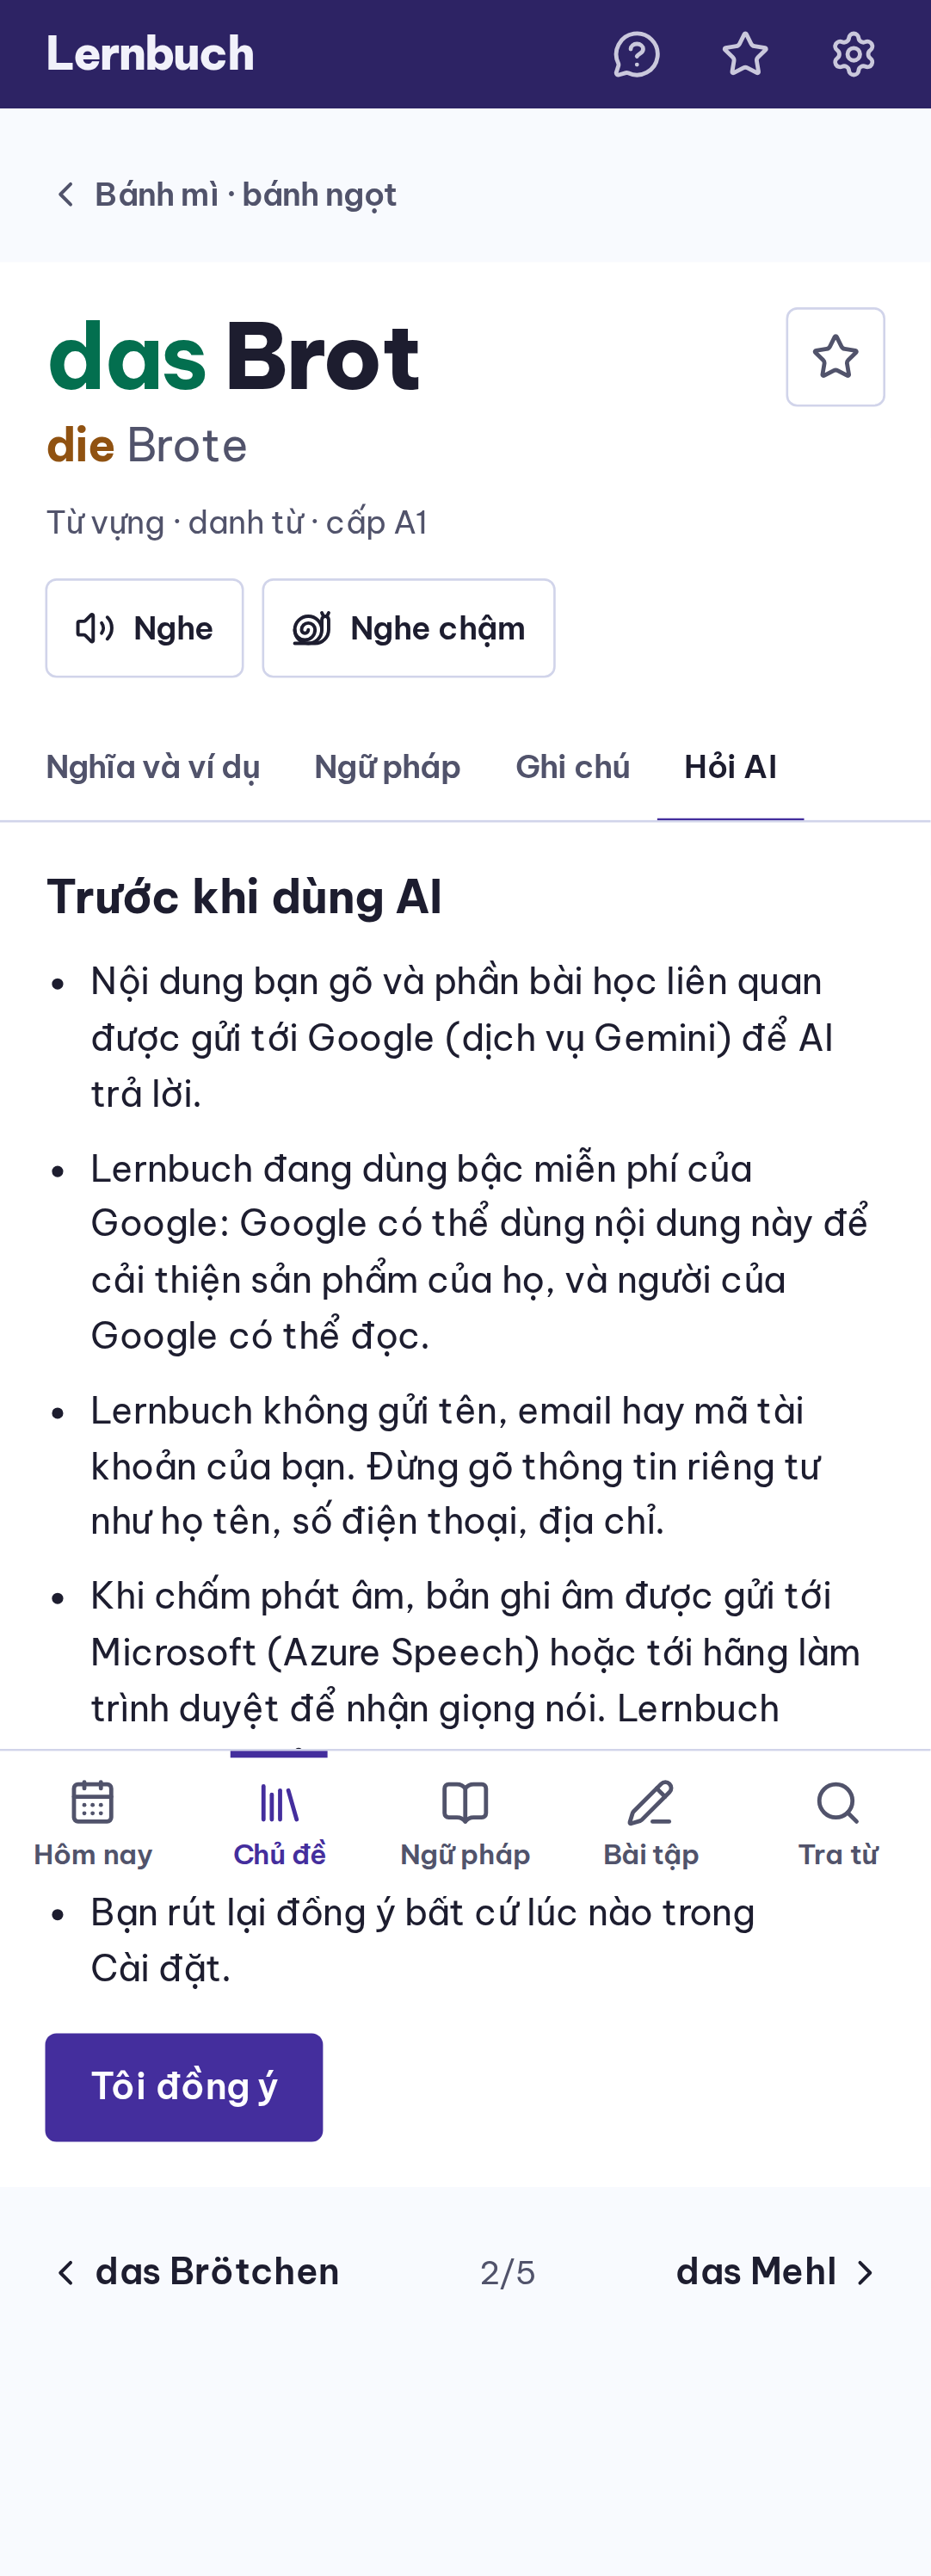 Lernbuch
Bánh mì · bánh ngọt
das Brot
die Brote
Từ vựng · danh từ · cấp A1
Nghe
Nghe chậm
Nghĩa và ví dụ
Ngữ pháp
Ghi chú
Hỏi AI
Trước khi dùng AI
• Nội dung bạn gõ và phần bài học liên quan
được gửi tới Google (dịch vụ Gemini) để AI
trả lời.
• Lernbuch đang dùng bậc miễn phí của
Google: Google có thể dùng nội dung này để
cải thiện sản phẩm của họ, và người của
Google có thể đọc.
• Lernbuch không gửi tên, email hay mã tài
khoản của bạn. Đừng gõ thông tin riêng tư
như họ tên, số điện thoại, địa chỉ.
• Khi chấm phát âm, bản ghi âm được gửi tới
Microsoft (Azure Speech) hoặc tới hãng làm
trình duyệt để nhận giọng nói. Lernbuch
Hôm nay
Chủ đề
Ngữ pháp
Bài tập
Tra từ
• Bạn rút lại đồng ý bất cứ lúc nào trong
Cài đặt.
Tôi đồng ý
das Brötchen
2/5
das Mehl